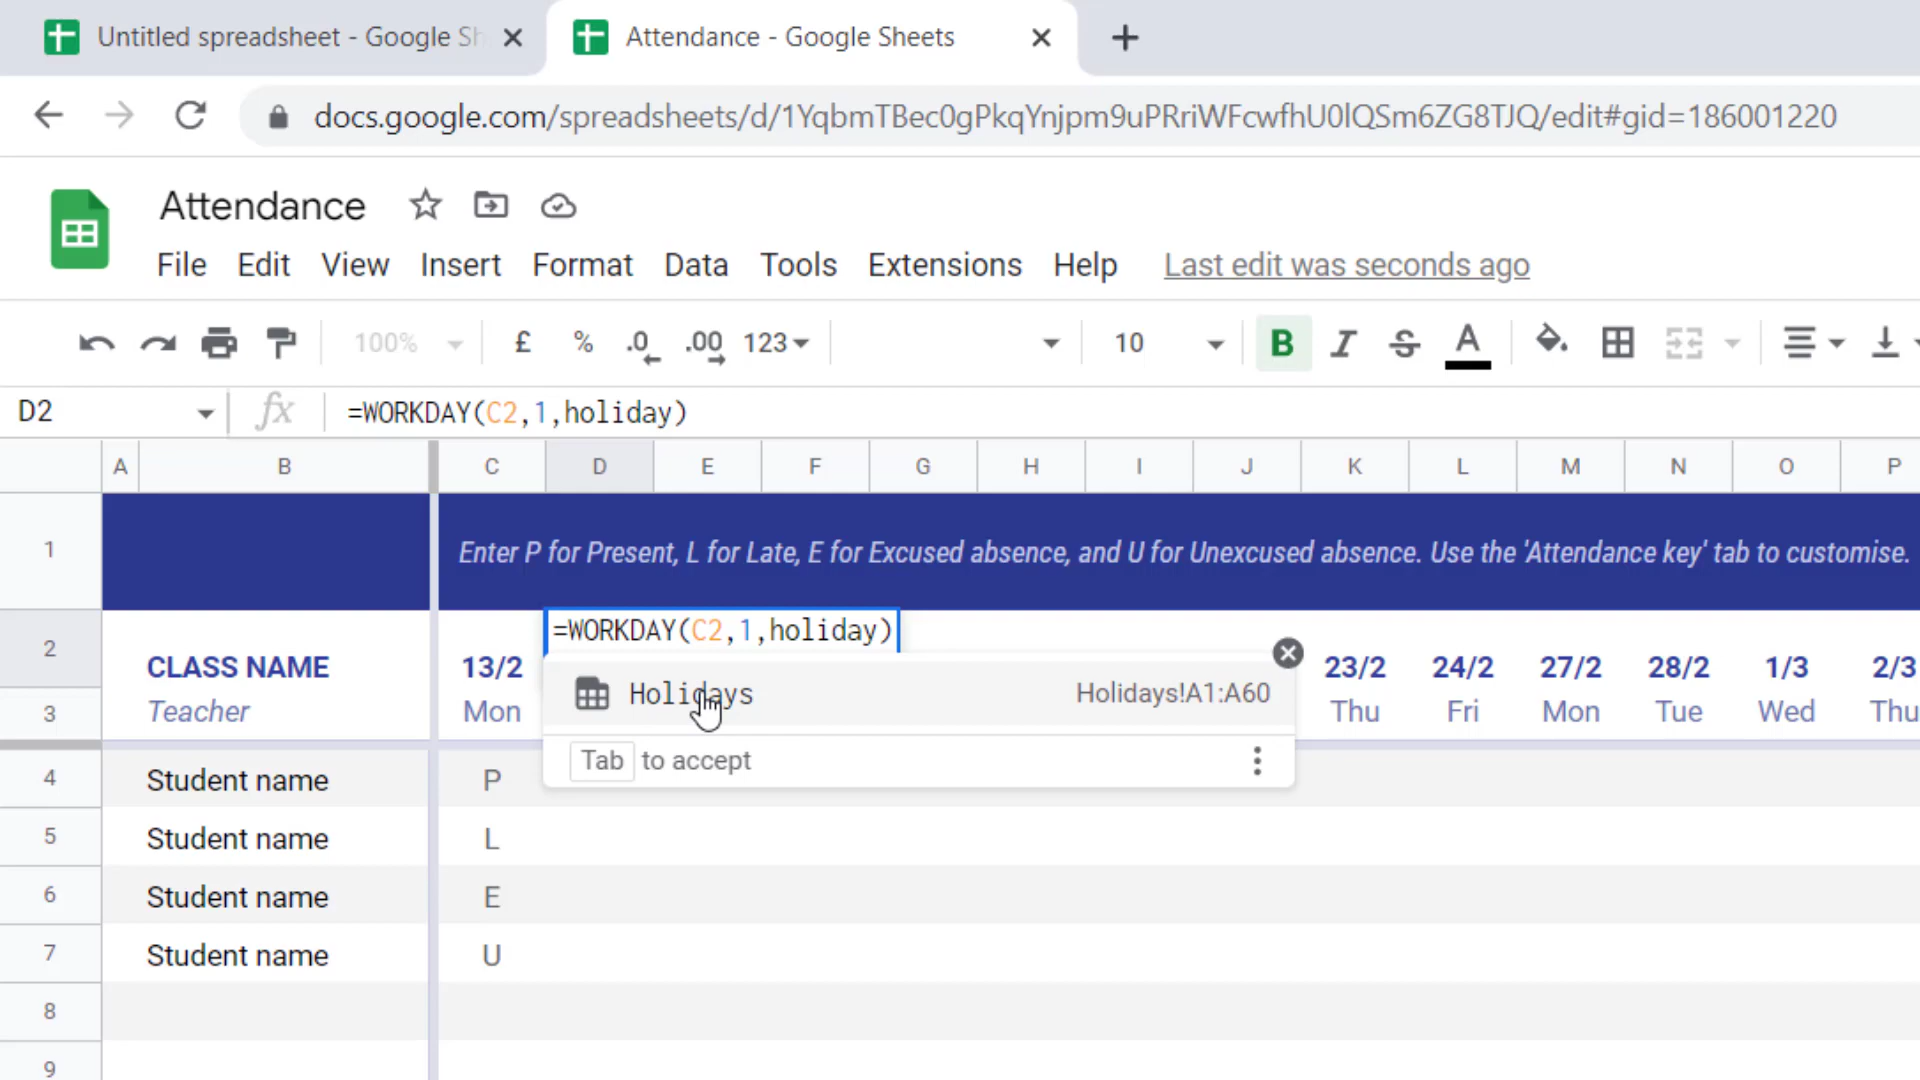 Untitled spreadsheet - Google Sh
Attendance - Google Sheets
docs.google.com/spreadsheets/d/1YqbmTBec0gPkqYnjpm9uPRriWFcwfhU0lQSm6ZG8TJQ/edit#gid=186001220
Attendance
File Edit View Insert Format Data Tools Extensions Help Last edit was seconds ago
100% £ % .0 .00 123 10 B I S A
D2 fx =WORKDAY(C2,1,holiday)
A B C D E F G H I J K L M N O P
1 Enter P for Present, L for Late, E for Excused absence, and U for Unexcused absence. Use the 'Attendance key' tab to customise.
=WORKDAY(C2,1,holiday)
2 CLASS NAME 13/2 23/2 24/2 27/2 28/2 1/3 2/3
Holidays Holidays!A1:A60
3 Teacher Mon Thu Fri Mon Tue Wed Thu
Tab to accept
4 Student name P
5 Student name L
6 Student name E
7 Student name U
8
9